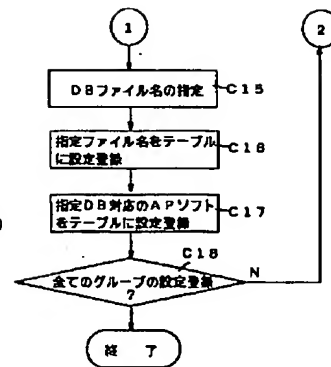 1
2
DBファイル名の指定
C15
指定ファイル名をテーブル
に設定登録
C16
指定DB対応のAPソフト
をテーブルに設定登録
C17
C18
全てのグループの設定登録
?
N
終 了